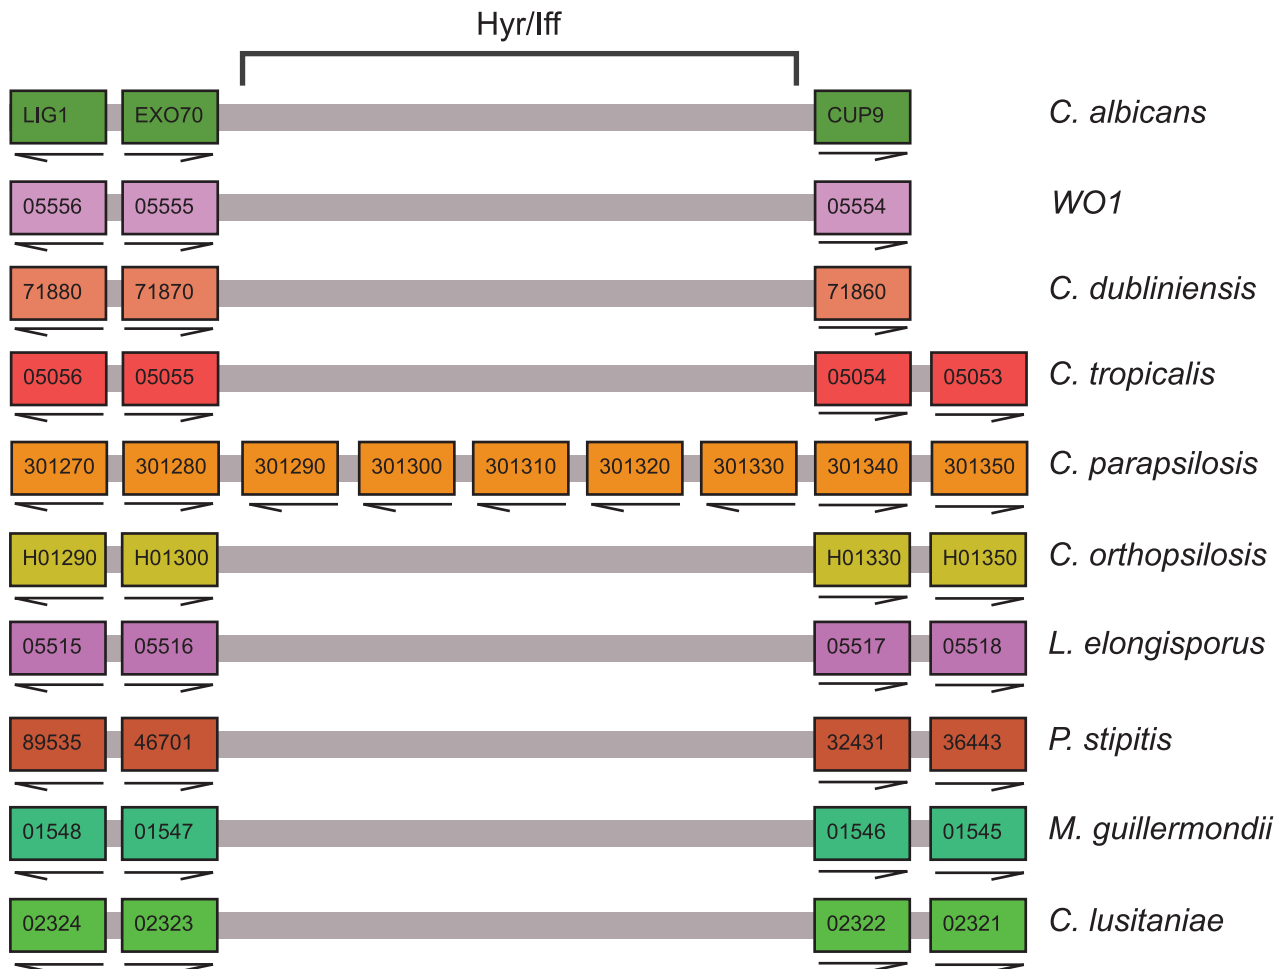 Hyr/Iff
LIG1 EXO70 CUP9 C. albicans
05556 05555 05554 WO1
71880 71870 71860 C. dubliniensis
05056 05055 05054 05053 C. tropicalis
301270 301280 301290 301300 301310 301320 301330 301340 301350 C. parapsilosis
H01290 H01300 H01330 H01350 C. orthopsilosis
05515 05516 05517 05518 L. elongisporus
89535 46701 32431 36443 P. stipitis
01548 01547 01546 01545 M. guillermondii
02324 02323 02322 02321 C. lusitaniae